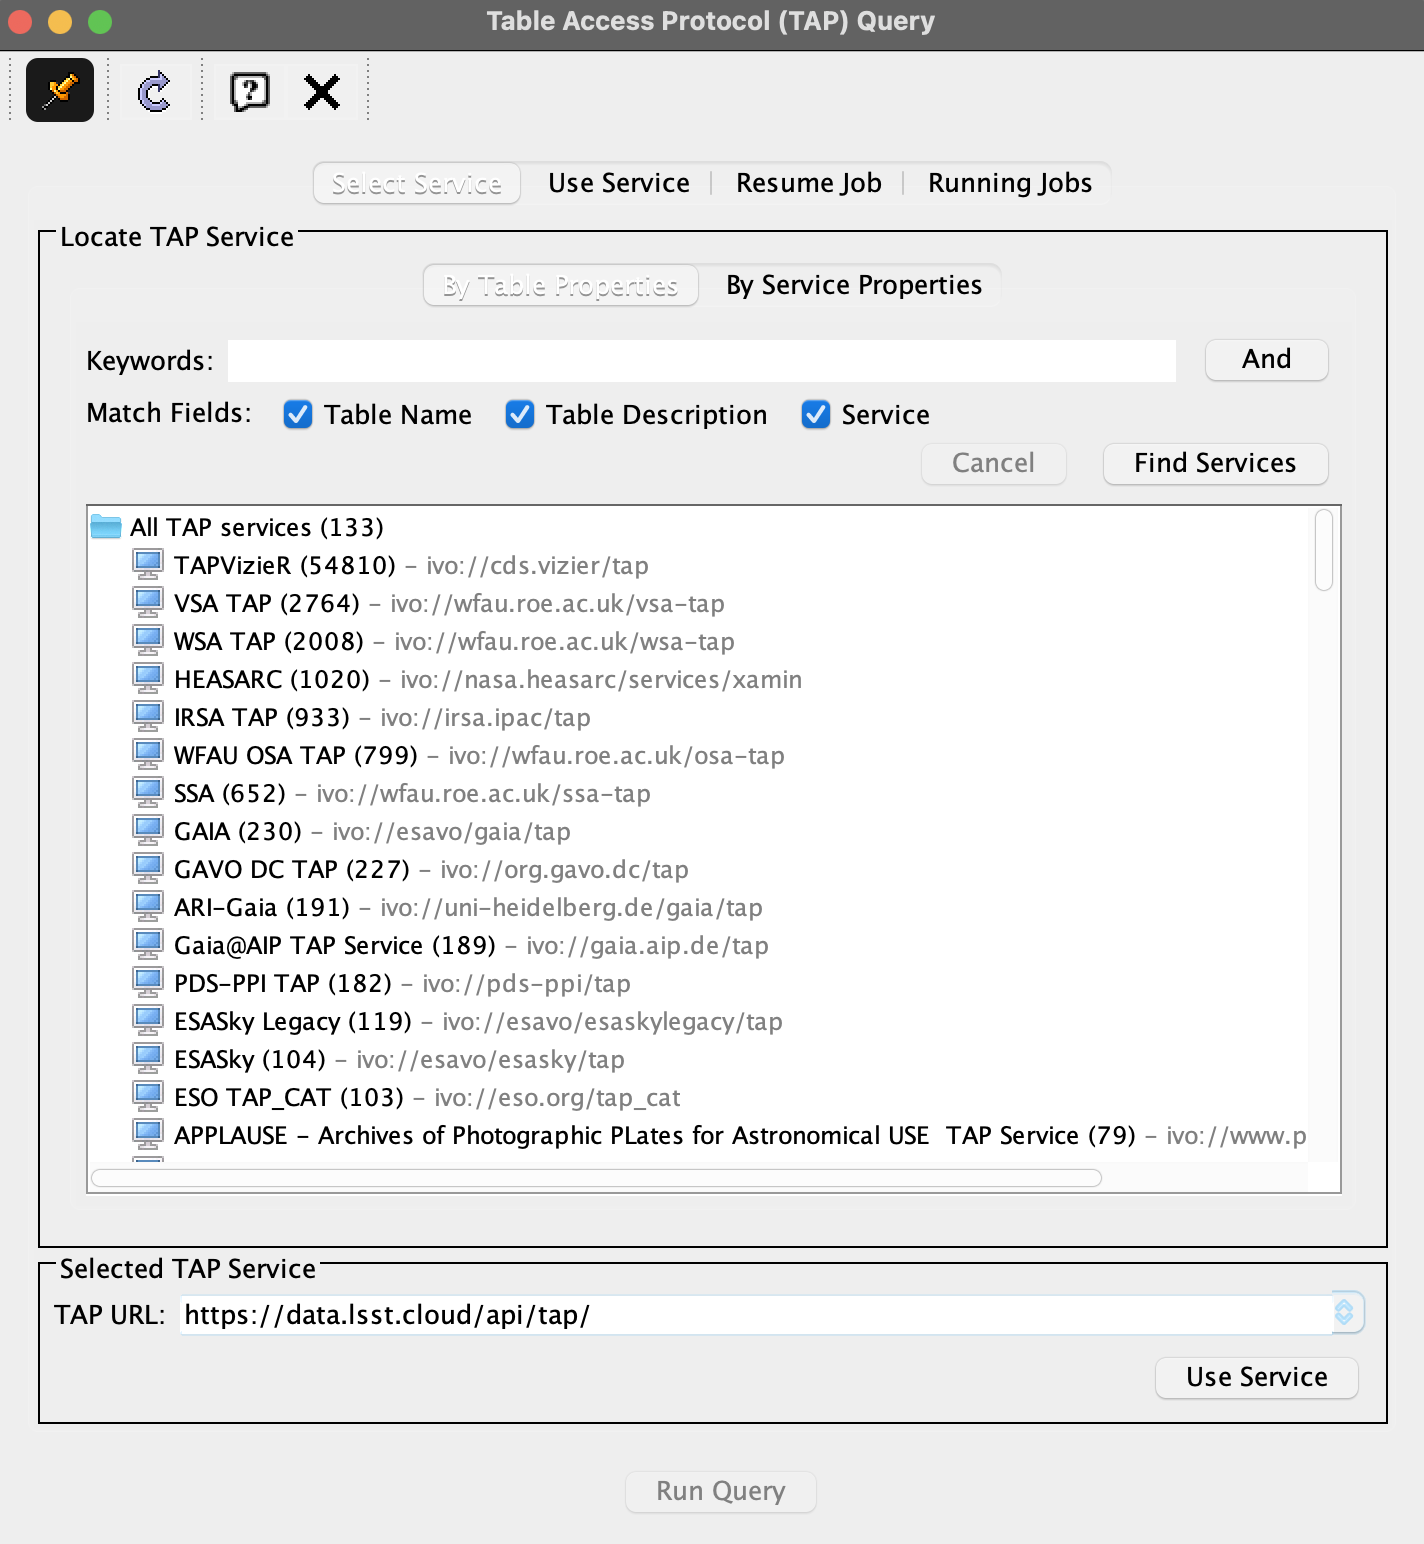 Table Access Protocol (TAP) Query
Select Service Use Service Resume Job Running Jobs
Locate TAP Service
By Table Properties By Service Properties
Keywords: And
Match Fields: Table Name Table Description Service
Cancel Find Services
All TAP services (133)
TAPVizieR (54810) – ivo://cds.vizier/tap
VSA TAP (2764) – ivo://wfau.roe.ac.uk/vsa-tap
WSA TAP (2008) – ivo://wfau.roe.ac.uk/wsa-tap
HEASARC (1020) – ivo://nasa.heasarc/services/xamin
IRSA TAP (933) – ivo://irsa.ipac/tap
WFAU OSA TAP (799) – ivo://wfau.roe.ac.uk/osa-tap
SSA (652) – ivo://wfau.roe.ac.uk/ssa-tap
GAIA (230) – ivo://esavo/gaia/tap
GAVO DC TAP (227) – ivo://org.gavo.dc/tap
ARI-Gaia (191) – ivo://uni-heidelberg.de/gaia/tap
Gaia@AIP TAP Service (189) – ivo://gaia.aip.de/tap
PDS-PPI TAP (182) – ivo://pds-ppi/tap
ESASky Legacy (119) – ivo://esavo/esaskylegacy/tap
ESASky (104) – ivo://esavo/esasky/tap
ESO TAP_CAT (103) – ivo://eso.org/tap_cat
APPLAUSE – Archives of Photographic PLates for Astronomical USE  TAP Service (79) – ivo://www.p
Selected TAP Service
TAP URL: https://data.lsst.cloud/api/tap/
Use Service
Run Query